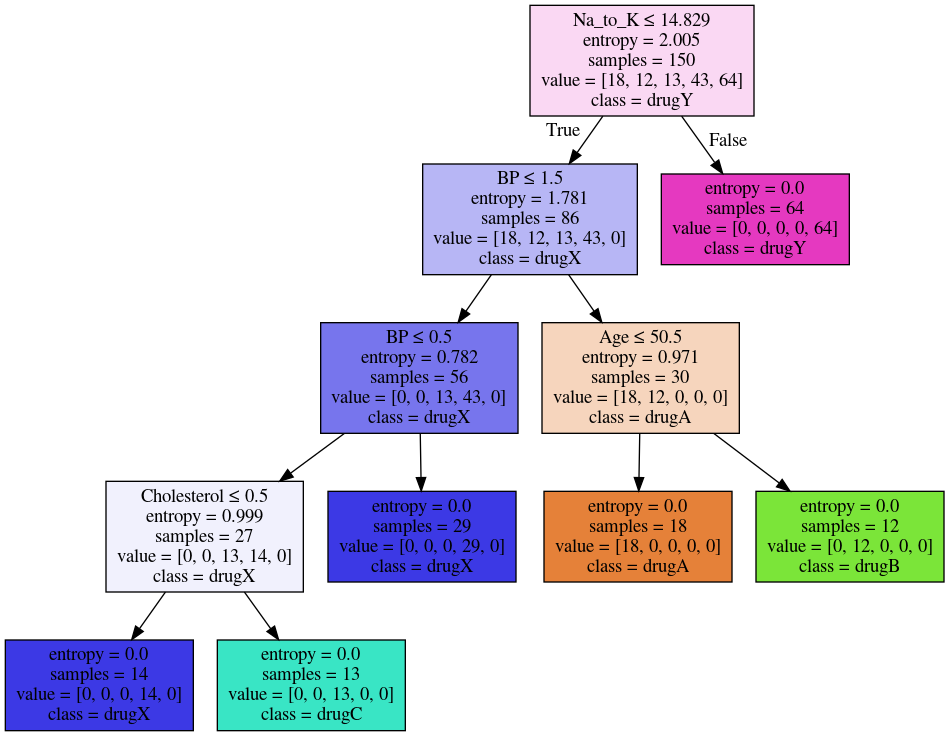 Na_to_K ≤ 14.829
entropy = 2.005
samples = 150
value = [18, 12, 13, 43, 64]
class = drugY
True
False
BP ≤ 1.5
entropy = 1.781
samples = 86
value = [18, 12, 13, 43, 0]
class = drugX
entropy = 0.0
samples = 64
value = [0, 0, 0, 0, 64]
class = drugY
BP ≤ 0.5
entropy = 0.782
samples = 56
value = [0, 0, 13, 43, 0]
class = drugX
Age ≤ 50.5
entropy = 0.971
samples = 30
value = [18, 12, 0, 0, 0]
class = drugA
Cholesterol ≤ 0.5
entropy = 0.999
samples = 27
value = [0, 0, 13, 14, 0]
class = drugX
entropy = 0.0
samples = 29
value = [0, 0, 0, 29, 0]
class = drugX
entropy = 0.0
samples = 18
value = [18, 0, 0, 0, 0]
class = drugA
entropy = 0.0
samples = 12
value = [0, 12, 0, 0, 0]
class = drugB
entropy = 0.0
samples = 14
value = [0, 0, 0, 14, 0]
class = drugX
entropy = 0.0
samples = 13
value = [0, 0, 13, 0, 0]
class = drugC